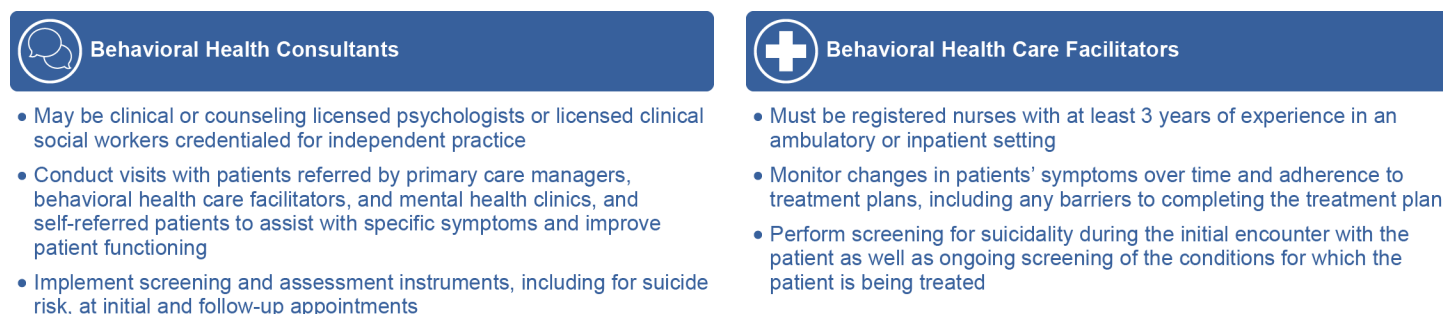 Behavioral Health Consultants
• May be clinical or counseling licensed psychologists or licensed clinical
social workers credentialed for independent practice
• Conduct visits with patients referred by primary care managers,
behavioral health care facilitators, and mental health clinics, and
self-referred patients to assist with specific symptoms and improve
patient functioning
• Implement screening and assessment instruments, including for suicide
risk, at initial and follow-up appointments
Behavioral Health Care Facilitators
• Must be registered nurses with at least 3 years of experience in an
ambulatory or inpatient setting
• Monitor changes in patients’ symptoms over time and adherence to
treatment plans, including any barriers to completing the treatment plan
• Perform screening for suicidality during the initial encounter with the
patient as well as ongoing screening of the conditions for which the
patient is being treated